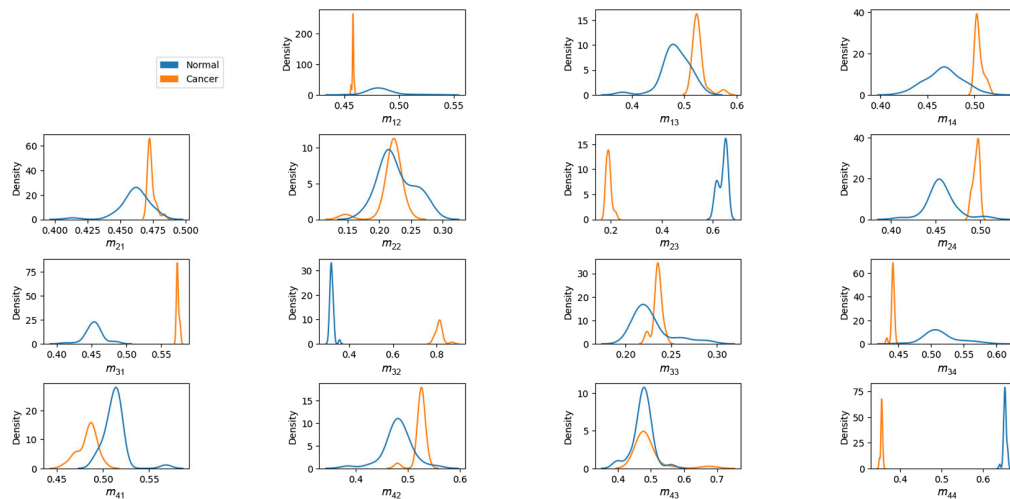 Normal
Cancer
Density
200
100
0
0.45 0.50 0.55
m12
Density
15
10
5
0
0.4 0.5 0.6
m13
Density
40
20
0
0.40 0.45 0.50
m14
Density
60
40
20
0
0.400 0.425 0.450 0.475 0.500
m21
Density
10
5
0
0.15 0.20 0.25 0.30
m22
Density
15
10
5
0
0.2 0.4 0.6
m23
Density
40
20
0
0.40 0.45 0.50
m24
Density
75
50
25
0
0.40 0.45 0.50 0.55
m31
Density
30
20
10
0
0.4 0.6 0.8
m32
Density
30
20
10
0
0.20 0.25 0.30
m33
Density
60
40
20
0
0.45 0.50 0.55 0.60
m34
Density
20
10
0
0.45 0.50 0.55
m41
Density
15
10
5
0
0.4 0.5 0.6
m42
Density
10
5
0
0.4 0.5 0.6 0.7
m43
Density
75
50
25
0
0.4 0.5 0.6
m44